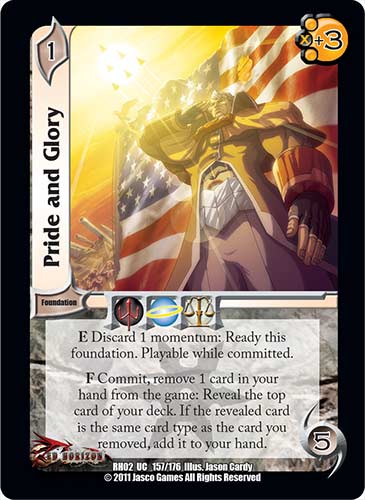 1
+3
Pride and Glory
Foundation
E Discard 1 momentum: Ready this
foundation. Playable while committed.
F Commit, remove 1 card in your
hand from the game: Reveal the top
card of your deck. If the revealed card
is the same card type as the card you
removed, add it to your hand.
5
RED HORIZON
RH02 UC 157/176 Illus. Jason Cardy
© 2011 Jasco Games All Rights Reserved